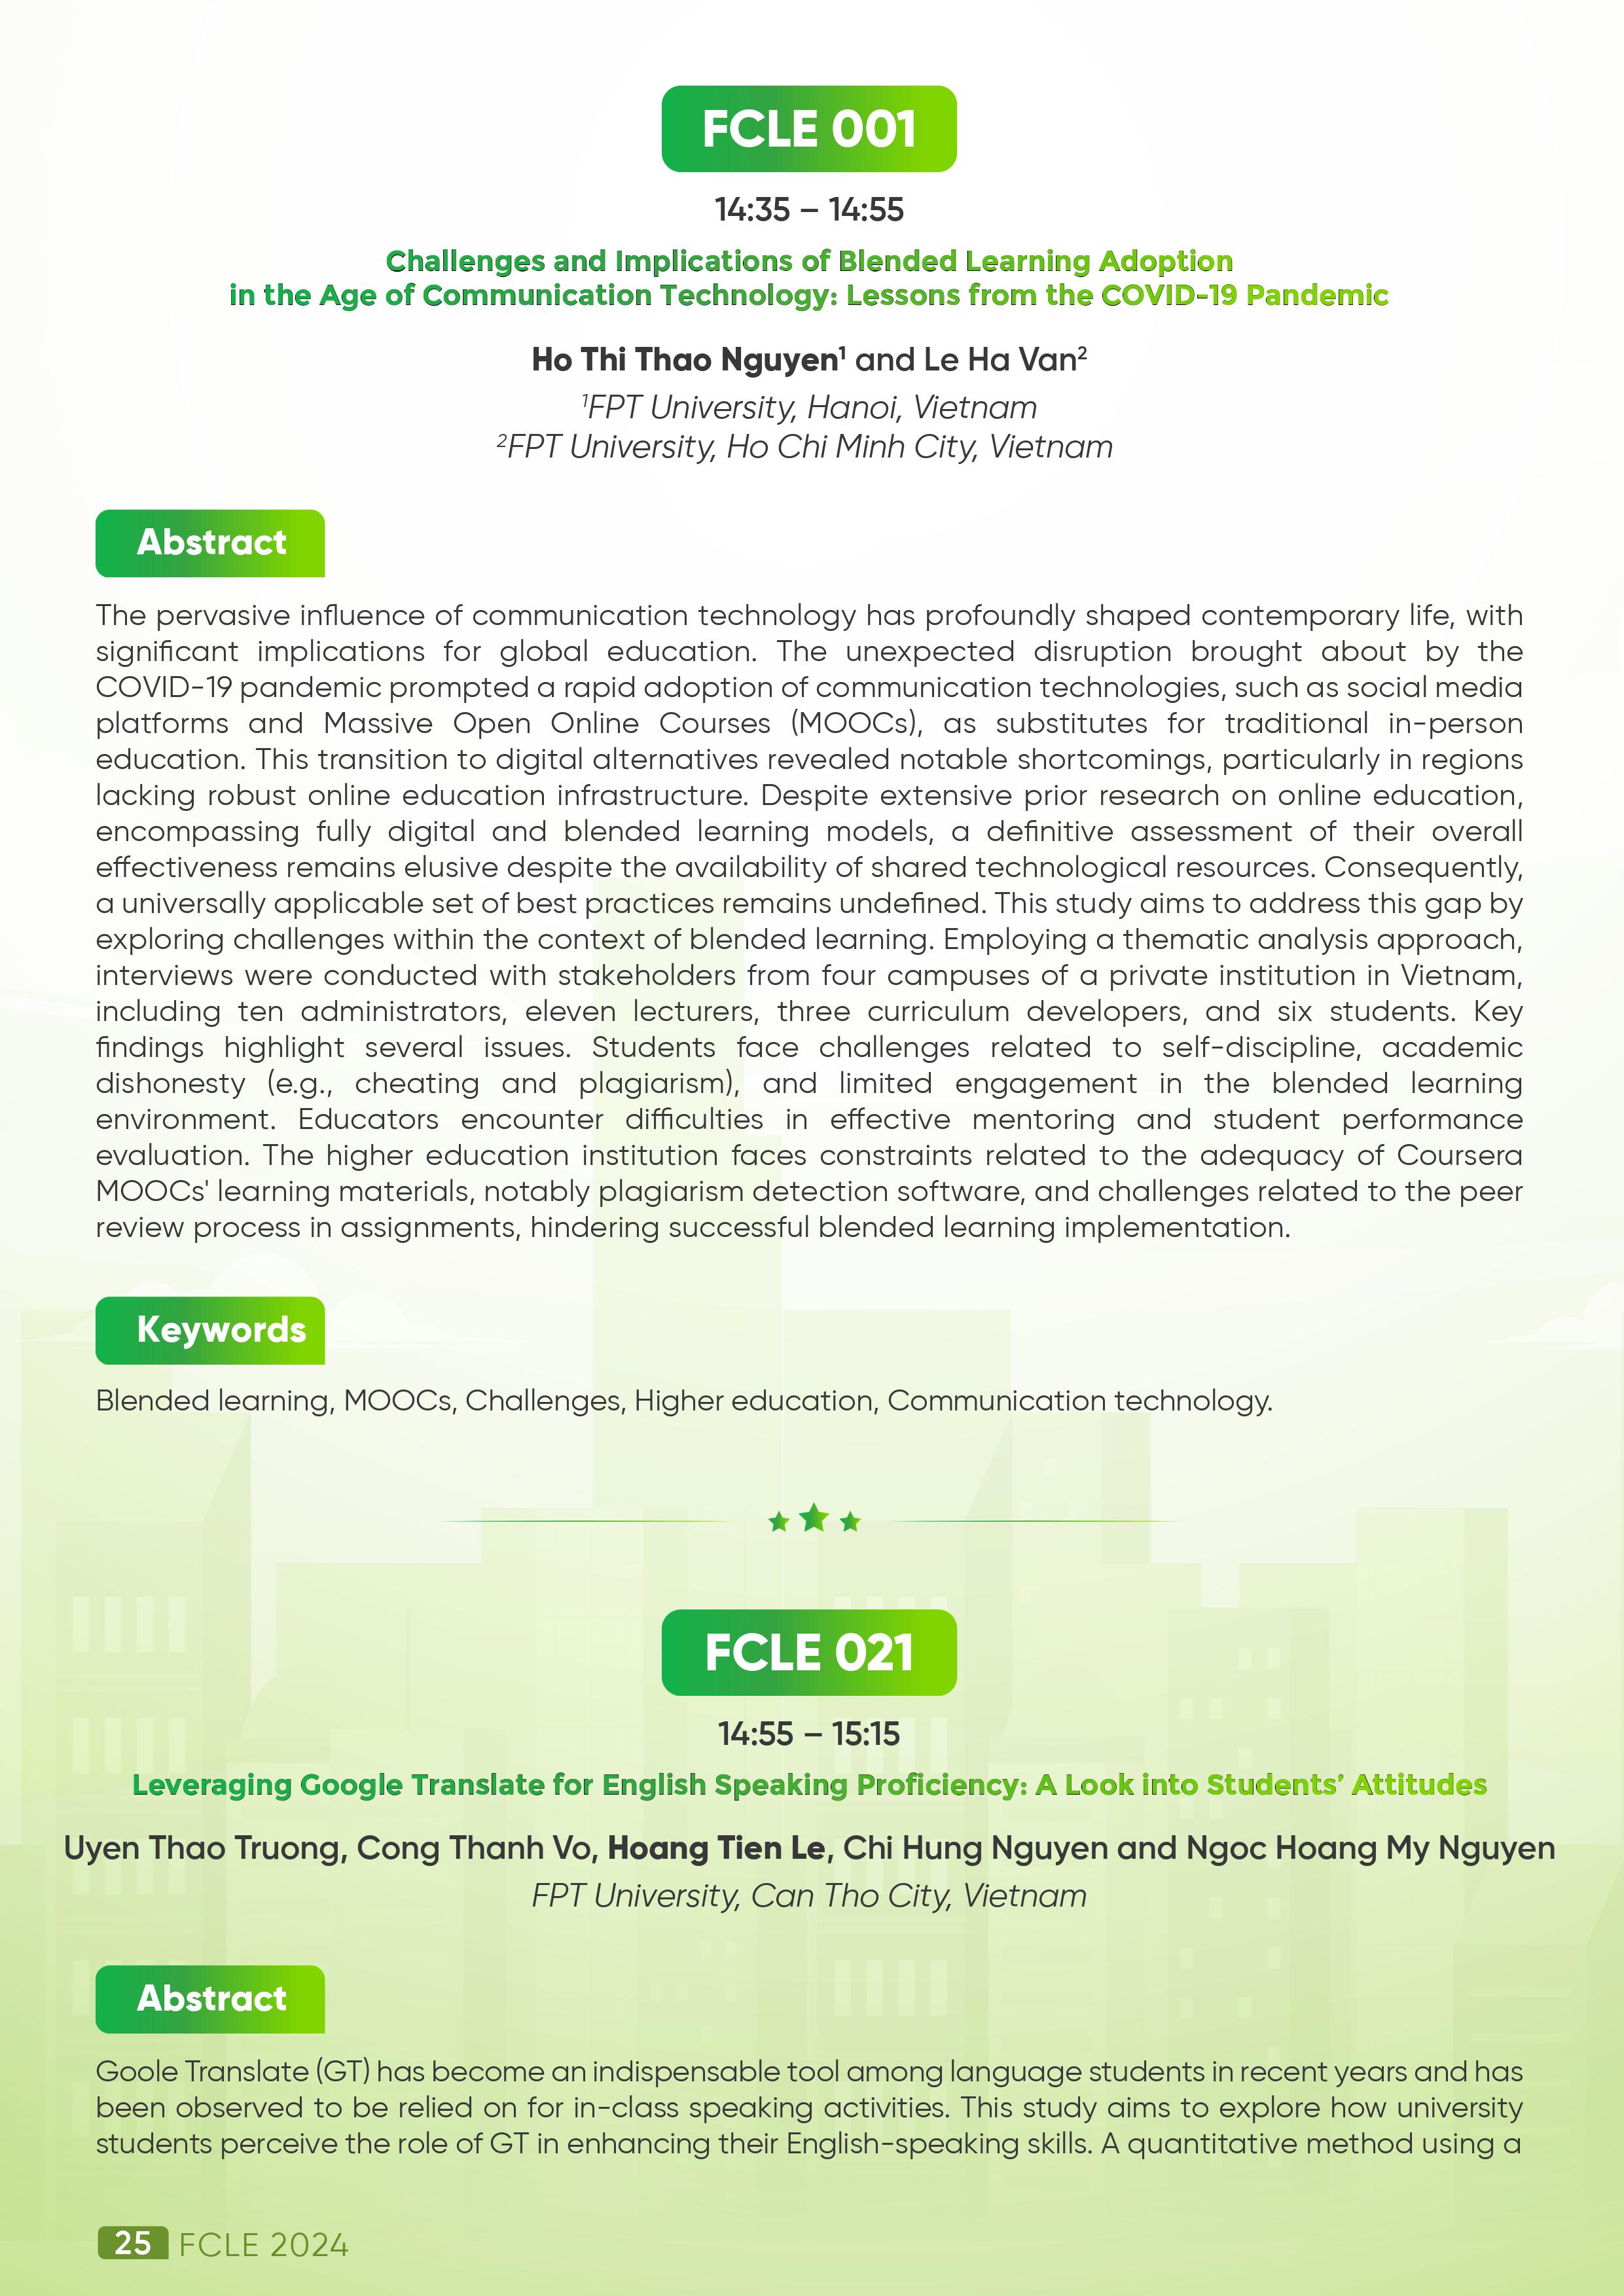 FCLE 001
14:35 – 14:55
Challenges and Implications of Blended Learning Adoption
in the Age of Communication Technology: Lessons from the COVID-19 Pandemic
Ho Thi Thao Nguyen¹ and Le Ha Van²
¹FPT University, Hanoi, Vietnam
²FPT University, Ho Chi Minh City, Vietnam
Abstract
The pervasive influence of communication technology has profoundly shaped contemporary life, with
significant implications for global education. The unexpected disruption brought about by the
COVID-19 pandemic prompted a rapid adoption of communication technologies, such as social media
platforms and Massive Open Online Courses (MOOCs), as substitutes for traditional in-person
education. This transition to digital alternatives revealed notable shortcomings, particularly in regions
lacking robust online education infrastructure. Despite extensive prior research on online education,
encompassing fully digital and blended learning models, a definitive assessment of their overall
effectiveness remains elusive despite the availability of shared technological resources. Consequently,
a universally applicable set of best practices remains undefined. This study aims to address this gap by
exploring challenges within the context of blended learning. Employing a thematic analysis approach,
interviews were conducted with stakeholders from four campuses of a private institution in Vietnam,
including ten administrators, eleven lecturers, three curriculum developers, and six students. Key
findings highlight several issues. Students face challenges related to self-discipline, academic
dishonesty (e.g., cheating and plagiarism), and limited engagement in the blended learning
environment. Educators encounter difficulties in effective mentoring and student performance
evaluation. The higher education institution faces constraints related to the adequacy of Coursera
MOOCs' learning materials, notably plagiarism detection software, and challenges related to the peer
review process in assignments, hindering successful blended learning implementation.
Keywords
Blended learning, MOOCs, Challenges, Higher education, Communication technology.
FCLE 021
14:55 – 15:15
Leveraging Google Translate for English Speaking Proficiency: A Look into Students’ Attitudes
Uyen Thao Truong, Cong Thanh Vo, Hoang Tien Le, Chi Hung Nguyen and Ngoc Hoang My Nguyen
FPT University, Can Tho City, Vietnam
Abstract
Goole Translate (GT) has become an indispensable tool among language students in recent years and has
been observed to be relied on for in-class speaking activities. This study aims to explore how university
students perceive the role of GT in enhancing their English-speaking skills. A quantitative method using a
25 FCLE 2024